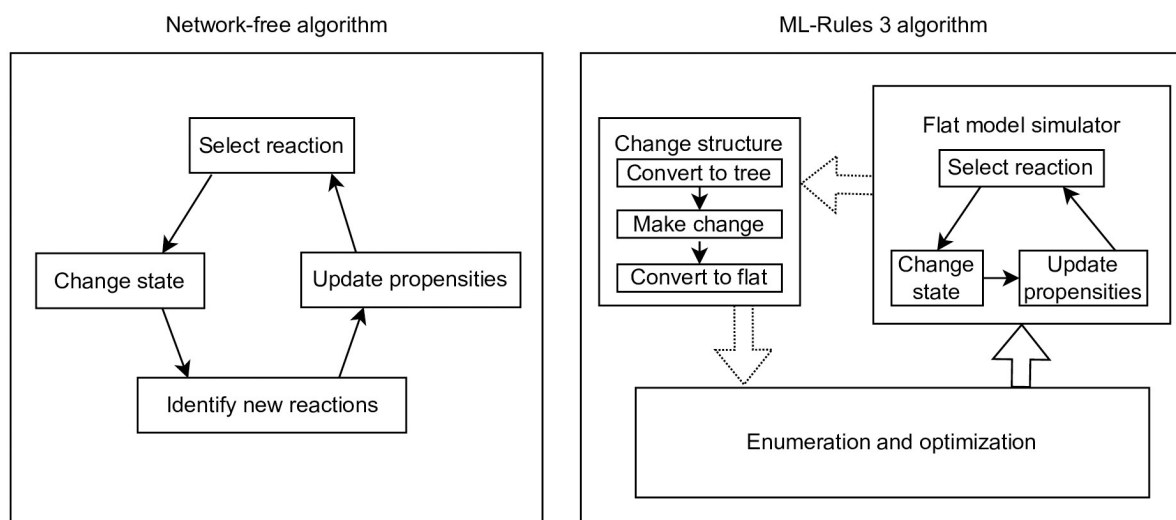 Network-free algorithm
Select reaction
Change state
Update propensities
Identify new reactions
ML-Rules 3 algorithm
Change structure
Convert to tree
Make change
Convert to flat
Flat model simulator
Select reaction
Change
state
Update
propensities
Enumeration and optimization